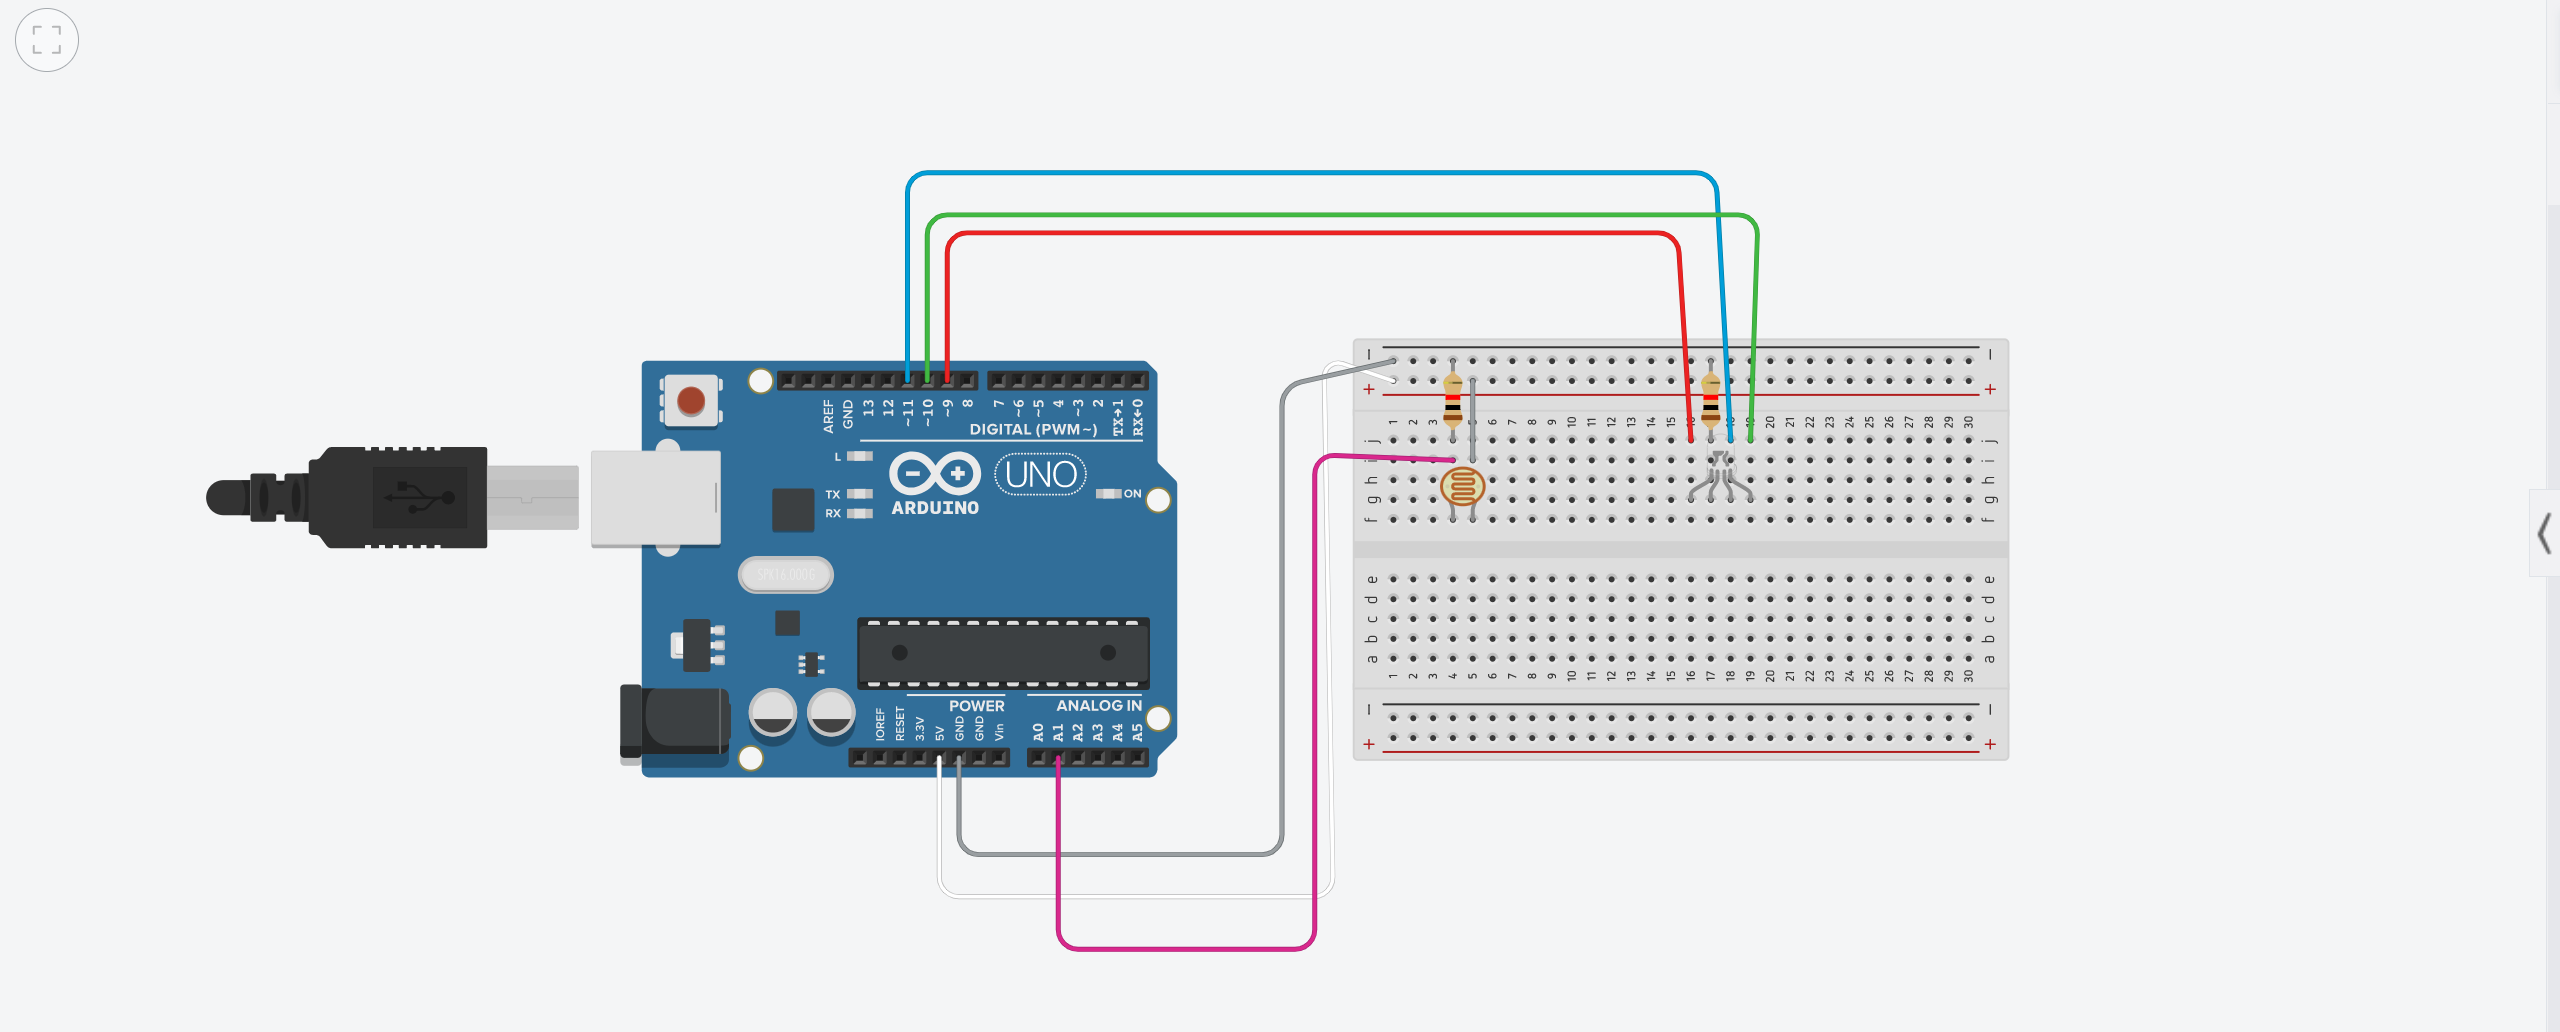 AREF
GND
13
12
~11
~10
~9
8
7
~6
~5
4
~3
2
TX→1
RX←0
DIGITAL (PWM ~)
L
TX
RX
UNO
ARDUINO
ON
SPK16.000G
POWER
ANALOG IN
IOREF
RESET
3.3V
5V
GND
GND
Vin
A0
A1
A2
A3
A4
A5
− −
+ +
1 2 3 4 5 6 7 8 9 10 11 12 13 14 15 16 18 19 20 21 22 23 24 25 26 27 28 29 30
j j
i i
h h
g g
f f
e e
d d
c c
b b
a a
1 2 3 4 5 6 7 8 9 10 11 12 13 14 15 16 17 18 19 20 21 22 23 24 25 26 27 28 29 30
− −
+ +